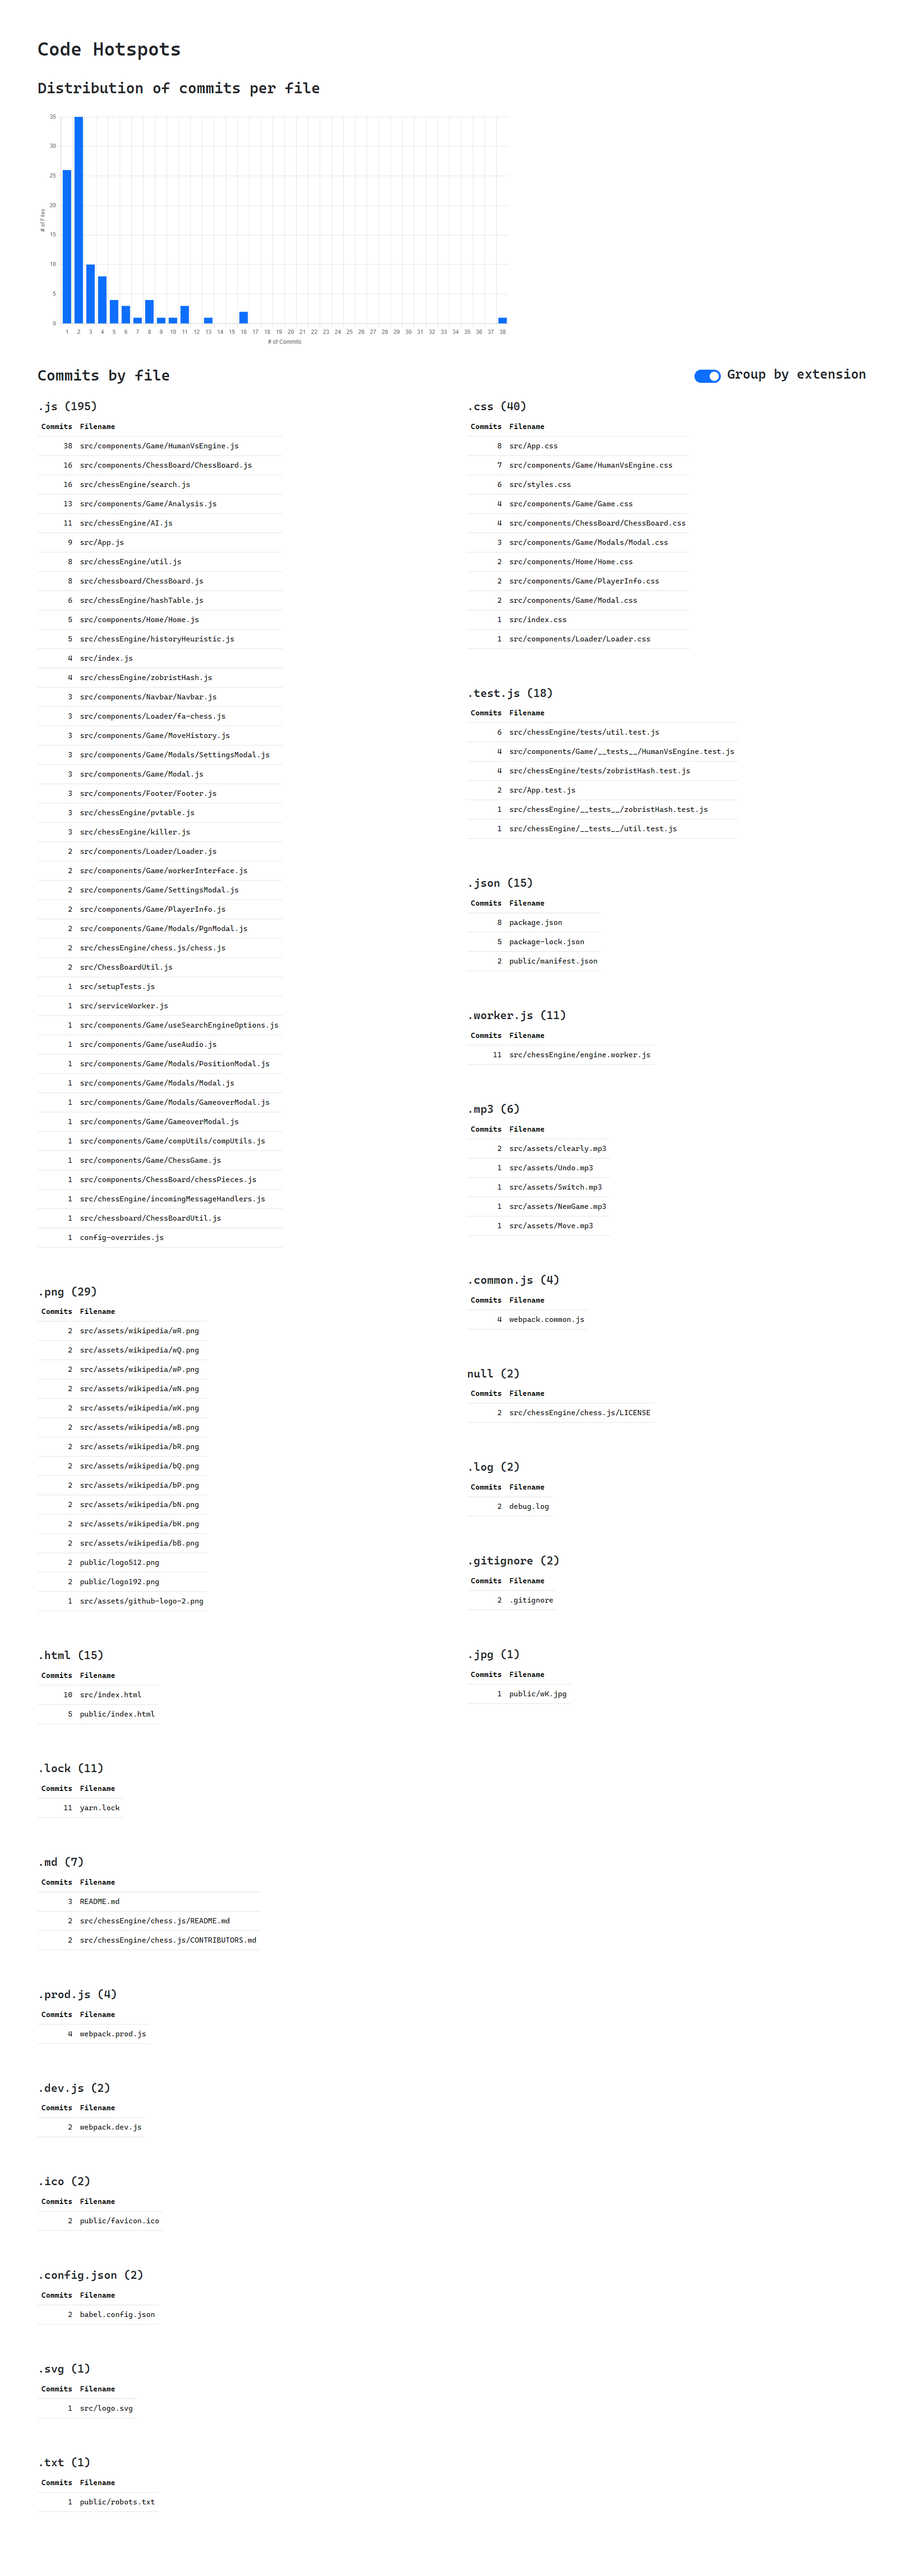 Code Hotspots
Distribution of commits per file
35
30
25
20
15
10
5
0
# of Files
1 2 3 4 5 6 7 8 9 10 11 12 13 14 15 16 17 18 19 20 21 22 23 24 25 26 27 28 29 30 31 32 33 34 35 36 37 38
# of Commits
Commits by file
Group by extension
.js (195)
Commits Filename
38 src/components/Game/HumanVsEngine.js
16 src/components/ChessBoard/ChessBoard.js
16 src/chessEngine/search.js
13 src/components/Game/Analysis.js
11 src/chessEngine/AI.js
9 src/App.js
8 src/chessEngine/util.js
8 src/chessboard/ChessBoard.js
6 src/chessEngine/hashTable.js
5 src/components/Home/Home.js
5 src/chessEngine/historyHeuristic.js
4 src/index.js
4 src/chessEngine/zobristHash.js
3 src/components/Navbar/Navbar.js
3 src/components/Loader/fa-chess.js
3 src/components/Game/MoveHistory.js
3 src/components/Game/Modals/SettingsModal.js
3 src/components/Game/Modal.js
3 src/components/Footer/Footer.js
3 src/chessEngine/pvtable.js
3 src/chessEngine/killer.js
2 src/components/Loader/Loader.js
2 src/components/Game/workerInterface.js
2 src/components/Game/SettingsModal.js
2 src/components/Game/PlayerInfo.js
2 src/components/Game/Modals/PgnModal.js
2 src/chessEngine/chess.js/chess.js
2 src/ChessBoardUtil.js
1 src/setupTests.js
1 src/serviceWorker.js
1 src/components/Game/useSearchEngineOptions.js
1 src/components/Game/useAudio.js
1 src/components/Game/Modals/PositionModal.js
1 src/components/Game/Modals/Modal.js
1 src/components/Game/Modals/GameoverModal.js
1 src/components/Game/GameoverModal.js
1 src/components/Game/compUtils/compUtils.js
1 src/components/Game/ChessGame.js
1 src/components/ChessBoard/chessPieces.js
1 src/chessEngine/incomingMessageHandlers.js
1 src/chessboard/ChessBoardUtil.js
1 config-overrides.js
.png (29)
Commits Filename
2 src/assets/wikipedia/wR.png
2 src/assets/wikipedia/wQ.png
2 src/assets/wikipedia/wP.png
2 src/assets/wikipedia/wN.png
2 src/assets/wikipedia/wK.png
2 src/assets/wikipedia/wB.png
2 src/assets/wikipedia/bR.png
2 src/assets/wikipedia/bQ.png
2 src/assets/wikipedia/bP.png
2 src/assets/wikipedia/bN.png
2 src/assets/wikipedia/bK.png
2 src/assets/wikipedia/bB.png
2 public/logo512.png
2 public/logo192.png
1 src/assets/github-logo-2.png
.html (15)
Commits Filename
10 src/index.html
5 public/index.html
.lock (11)
Commits Filename
11 yarn.lock
.md (7)
Commits Filename
3 README.md
2 src/chessEngine/chess.js/README.md
2 src/chessEngine/chess.js/CONTRIBUTORS.md
.prod.js (4)
Commits Filename
4 webpack.prod.js
.dev.js (2)
Commits Filename
2 webpack.dev.js
.ico (2)
Commits Filename
2 public/favicon.ico
.config.json (2)
Commits Filename
2 babel.config.json
.svg (1)
Commits Filename
1 src/logo.svg
.txt (1)
Commits Filename
1 public/robots.txt
.css (40)
Commits Filename
8 src/App.css
7 src/components/Game/HumanVsEngine.css
6 src/styles.css
4 src/components/Game/Game.css
4 src/components/ChessBoard/ChessBoard.css
3 src/components/Game/Modals/Modal.css
2 src/components/Home/Home.css
2 src/components/Game/PlayerInfo.css
2 src/components/Game/Modal.css
1 src/index.css
1 src/components/Loader/Loader.css
.test.js (18)
Commits Filename
6 src/chessEngine/tests/util.test.js
4 src/components/Game/__tests__/HumanVsEngine.test.js
4 src/chessEngine/tests/zobristHash.test.js
2 src/App.test.js
1 src/chessEngine/__tests__/zobristHash.test.js
1 src/chessEngine/__tests__/util.test.js
.json (15)
Commits Filename
8 package.json
5 package-lock.json
2 public/manifest.json
.worker.js (11)
Commits Filename
11 src/chessEngine/engine.worker.js
.mp3 (6)
Commits Filename
2 src/assets/clearly.mp3
1 src/assets/Undo.mp3
1 src/assets/Switch.mp3
1 src/assets/NewGame.mp3
1 src/assets/Move.mp3
.common.js (4)
Commits Filename
4 webpack.common.js
null (2)
Commits Filename
2 src/chessEngine/chess.js/LICENSE
.log (2)
Commits Filename
2 debug.log
.gitignore (2)
Commits Filename
2 .gitignore
.jpg (1)
Commits Filename
1 public/wK.jpg